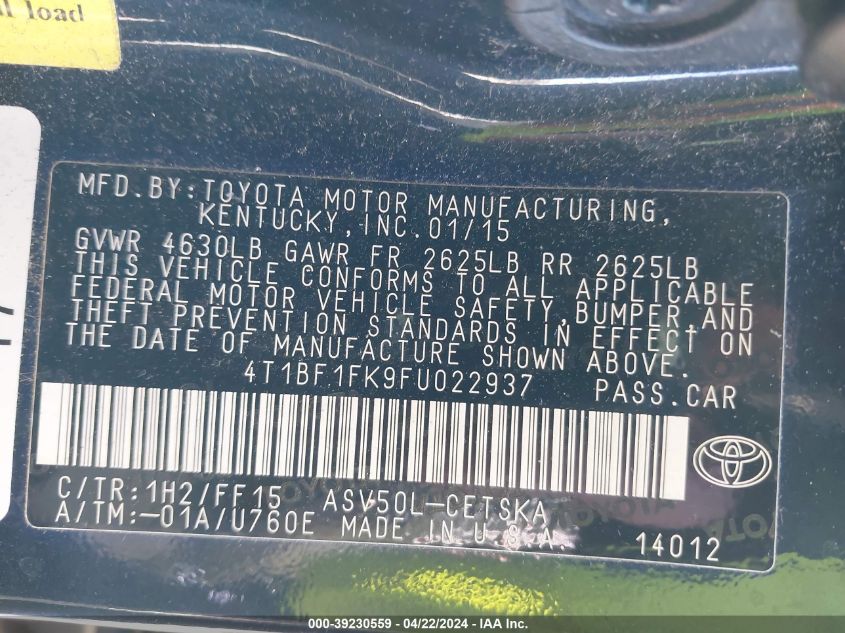 ll load
MFD.BY:TOYOTA MOTOR MANUFACTURING,
KENTUCKY,INC.01/15
GVWR 4630LB GAWR FR 2625LB RR 2625LB
THIS VEHICLE CONFORMS TO ALL APPLICABLE
FEDERAL MOTOR VEHICLE SAFETY,BUMPER,AND
THEFT PREVENTION STANDARDS IN EFFECT ON
THE DATE OF MANUFACTURE SHOWN ABOVE.
4T1BF1FK9FU022937 PASS.CAR
C/TR:1H2/FF15 ASV50L-CETSKA
A/TM:-01A/U760E MADE IN U.S.A. 14012
000-39230559 - 04/22/2024 - IAA Inc.